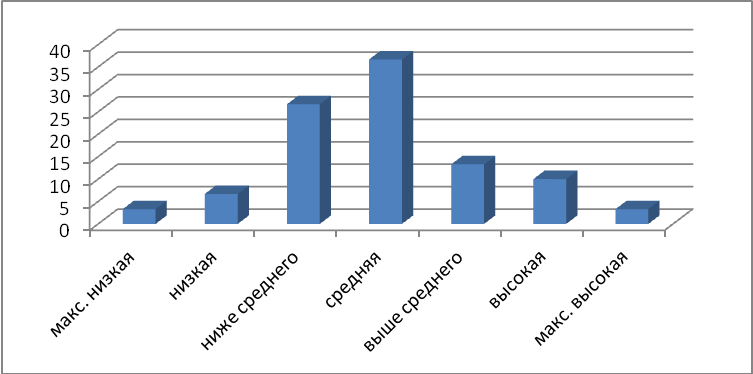 40
35
30
25
20
15
10
5
0
макс. низкая
низкая
ниже среднего
средняя
выше среднего
высокая
макс. высокая